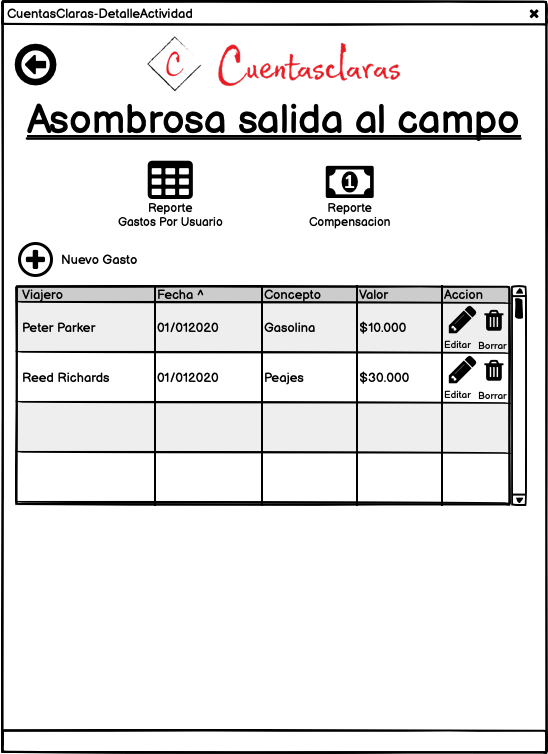 CuentasClaras-DetalleActividad
C Cuentasclaras
Asombrosa salida al campo
Reporte
Gastos Por Usuario
1
Reporte
Compensacion
Nuevo Gasto
Viajero Fecha ^ Concepto Valor Accion
Peter Parker 01/012020 Gasolina $10.000 Editar Borrar
Reed Richards 01/012020 Peajes $30.000 Editar Borrar